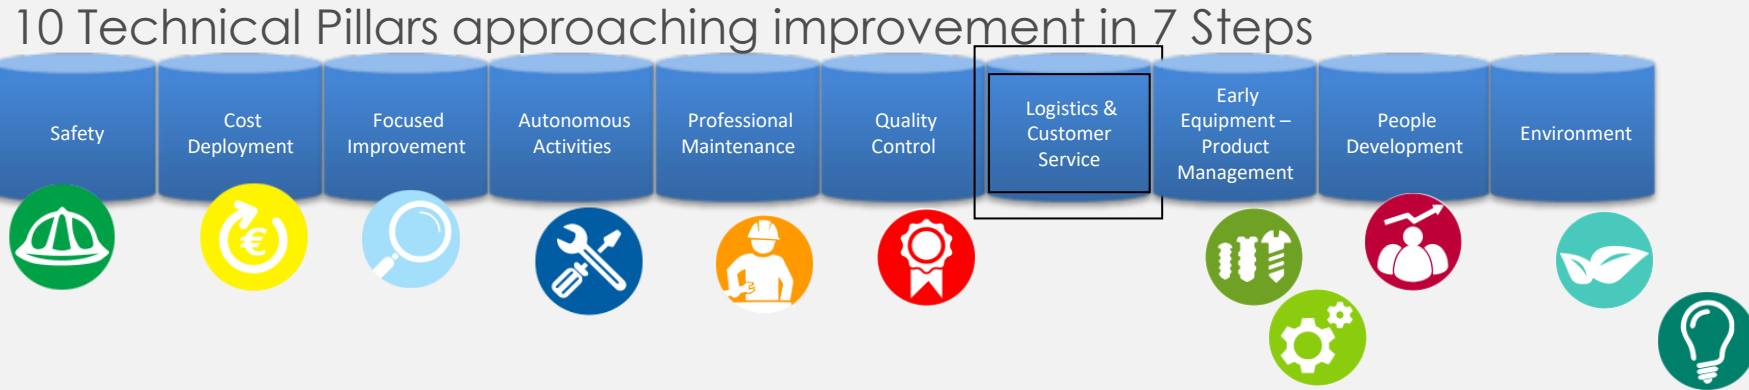 10 Technical Pillars approaching improvement in 7 Steps
Safety
Cost
Deployment
Focused
Improvement
Autonomous
Activities
Professional
Maintenance
Quality
Control
Logistics &
Customer
Service
Early
Equipment –
Product
Management
People
Development
Environment
€